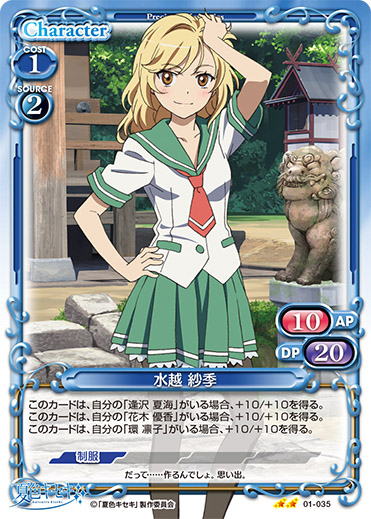 Character
COST
1
SOURCE
2
10 AP
DP 20
水越 紗季
このカードは、自分の「逢沢 夏海」がいる場合、+10/+10を得る。
このカードは、自分の「花木 優香」がいる場合、+10/+10を得る。
このカードは、自分の「環 凛子」がいる場合、+10/+10を得る。
制服
だって……作るんでしょ。思い出。
夏色キセキ
©「夏色キセキ」製作委員会
01-035